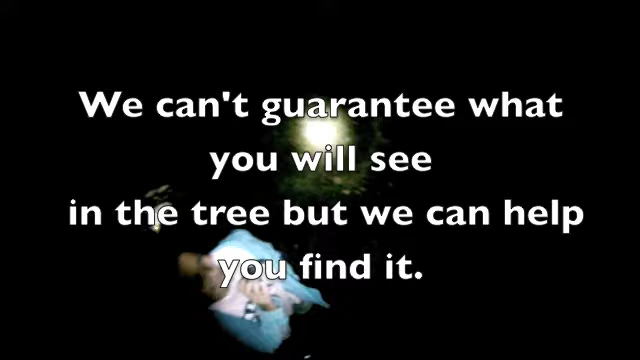 We can't guarantee what
you will see
in the tree but we can help
you find it.